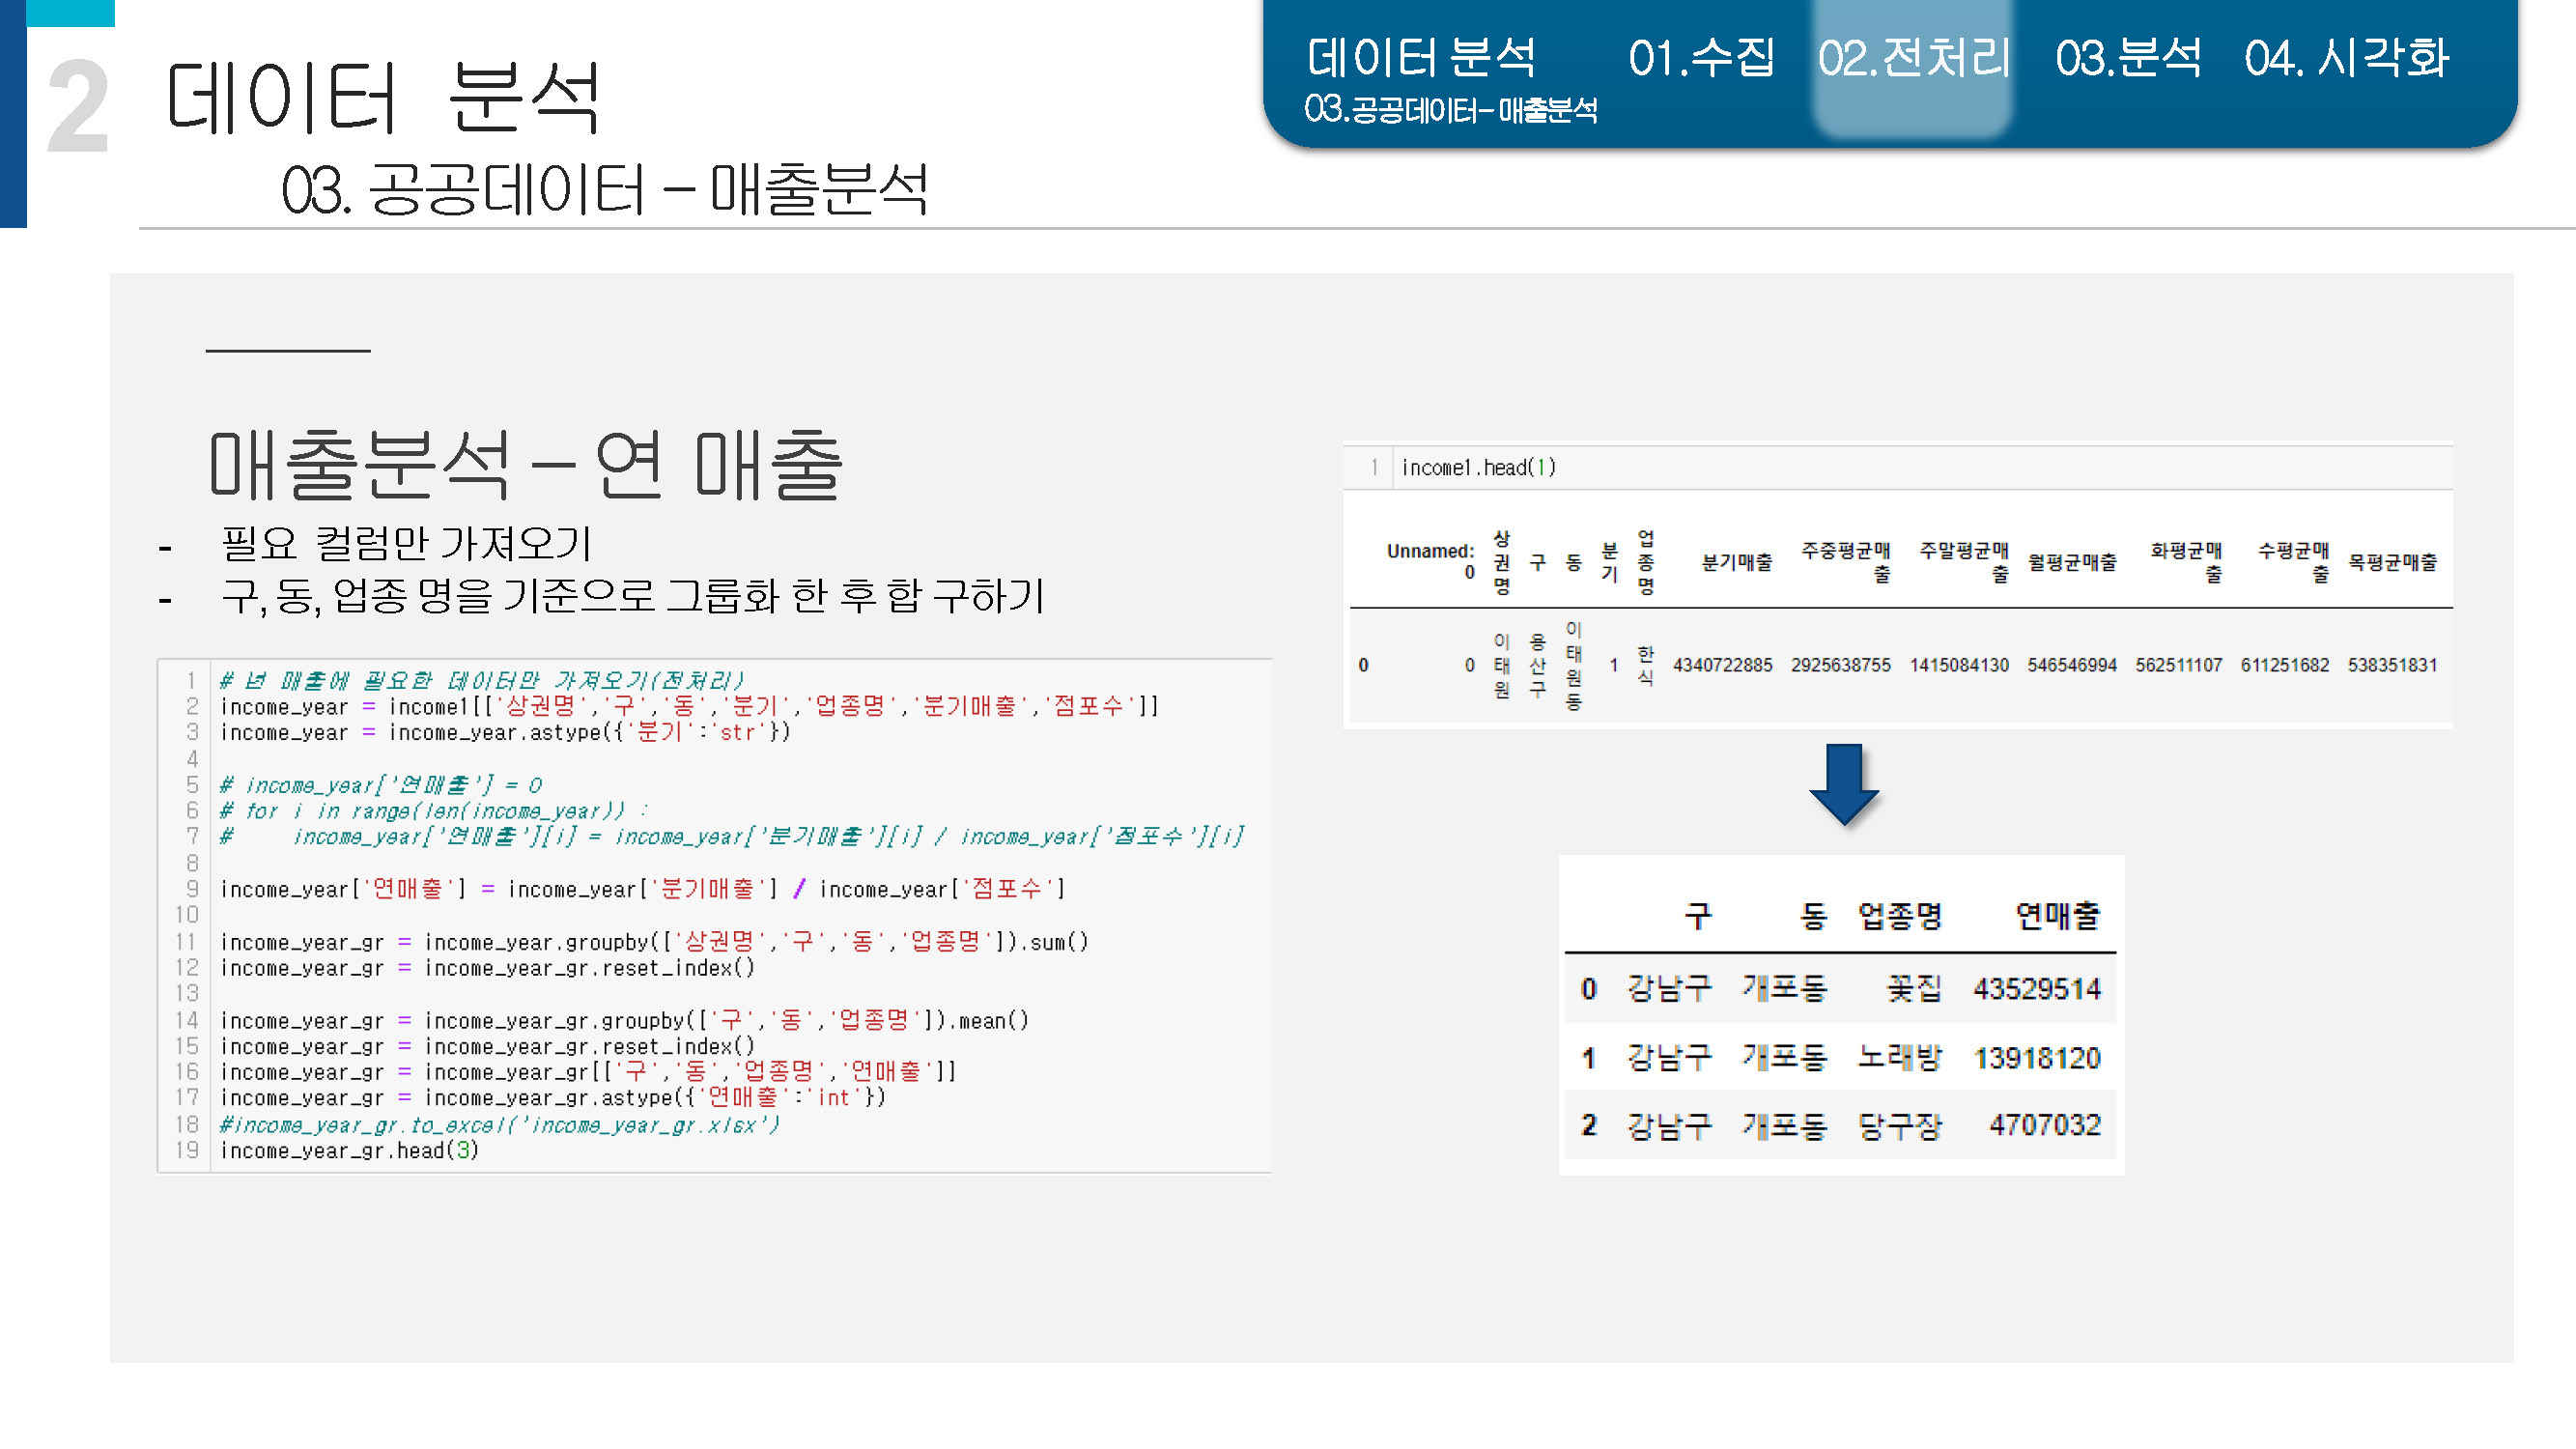 2
데이터 분석
03. 공공데이터 – 매출분석
데이터 분석 01.수집 02.전처리 03.분석 04. 시각화
03.공공데이터– 매출분석
매출분석 – 연 매출
- 필요 컬럼만 가져오기
- 구, 동, 업종 명을 기준으로 그룹화 한 후 합 구하기
1 # 년 매출에 필요한 데이터만 가져오기(전처리)
2 income_year = income1[['상권명','구','동','분기','업종명','분기매출','점포수']]
3 income_year = income_year.astype({'분기':'str'})
4
5 # income_year['연매출'] = 0
6 # for i in range(len(income_year)) :
7 #     income_year['연매출'][i] = income_year['분기매출'][i] / income_year['점포수'][i]
8
9 income_year['연매출'] = income_year['분기매출'] / income_year['점포수']
10
11 income_year_gr = income_year.groupby(['상권명','구','동','업종명']).sum()
12 income_year_gr = income_year_gr.reset_index()
13
14 income_year_gr = income_year_gr.groupby(['구','동','업종명']).mean()
15 income_year_gr = income_year_gr.reset_index()
16 income_year_gr = income_year_gr[['구','동','업종명','연매출']]
17 income_year_gr = income_year_gr.astype({'연매출':'int'})
18 #income_year_gr.to_excel('income_year_gr.xlsx')
19 income_year_gr.head(3)
1 income1.head(1)
Unnamed: 0 상권명 구 동 분기 업종명 분기매출 주중평균매출 주말평균매출 월평균매출 화평균매출 수평균매출 목평균매출
0 0 이태원 용산구 이태원동 1 한식 4340722885 2925638755 1415084130 546546994 562511107 611251682 538351831
구 동 업종명 연매출
0 강남구 개포동 꽃집 43529514
1 강남구 개포동 노래방 13918120
2 강남구 개포동 당구장 4707032